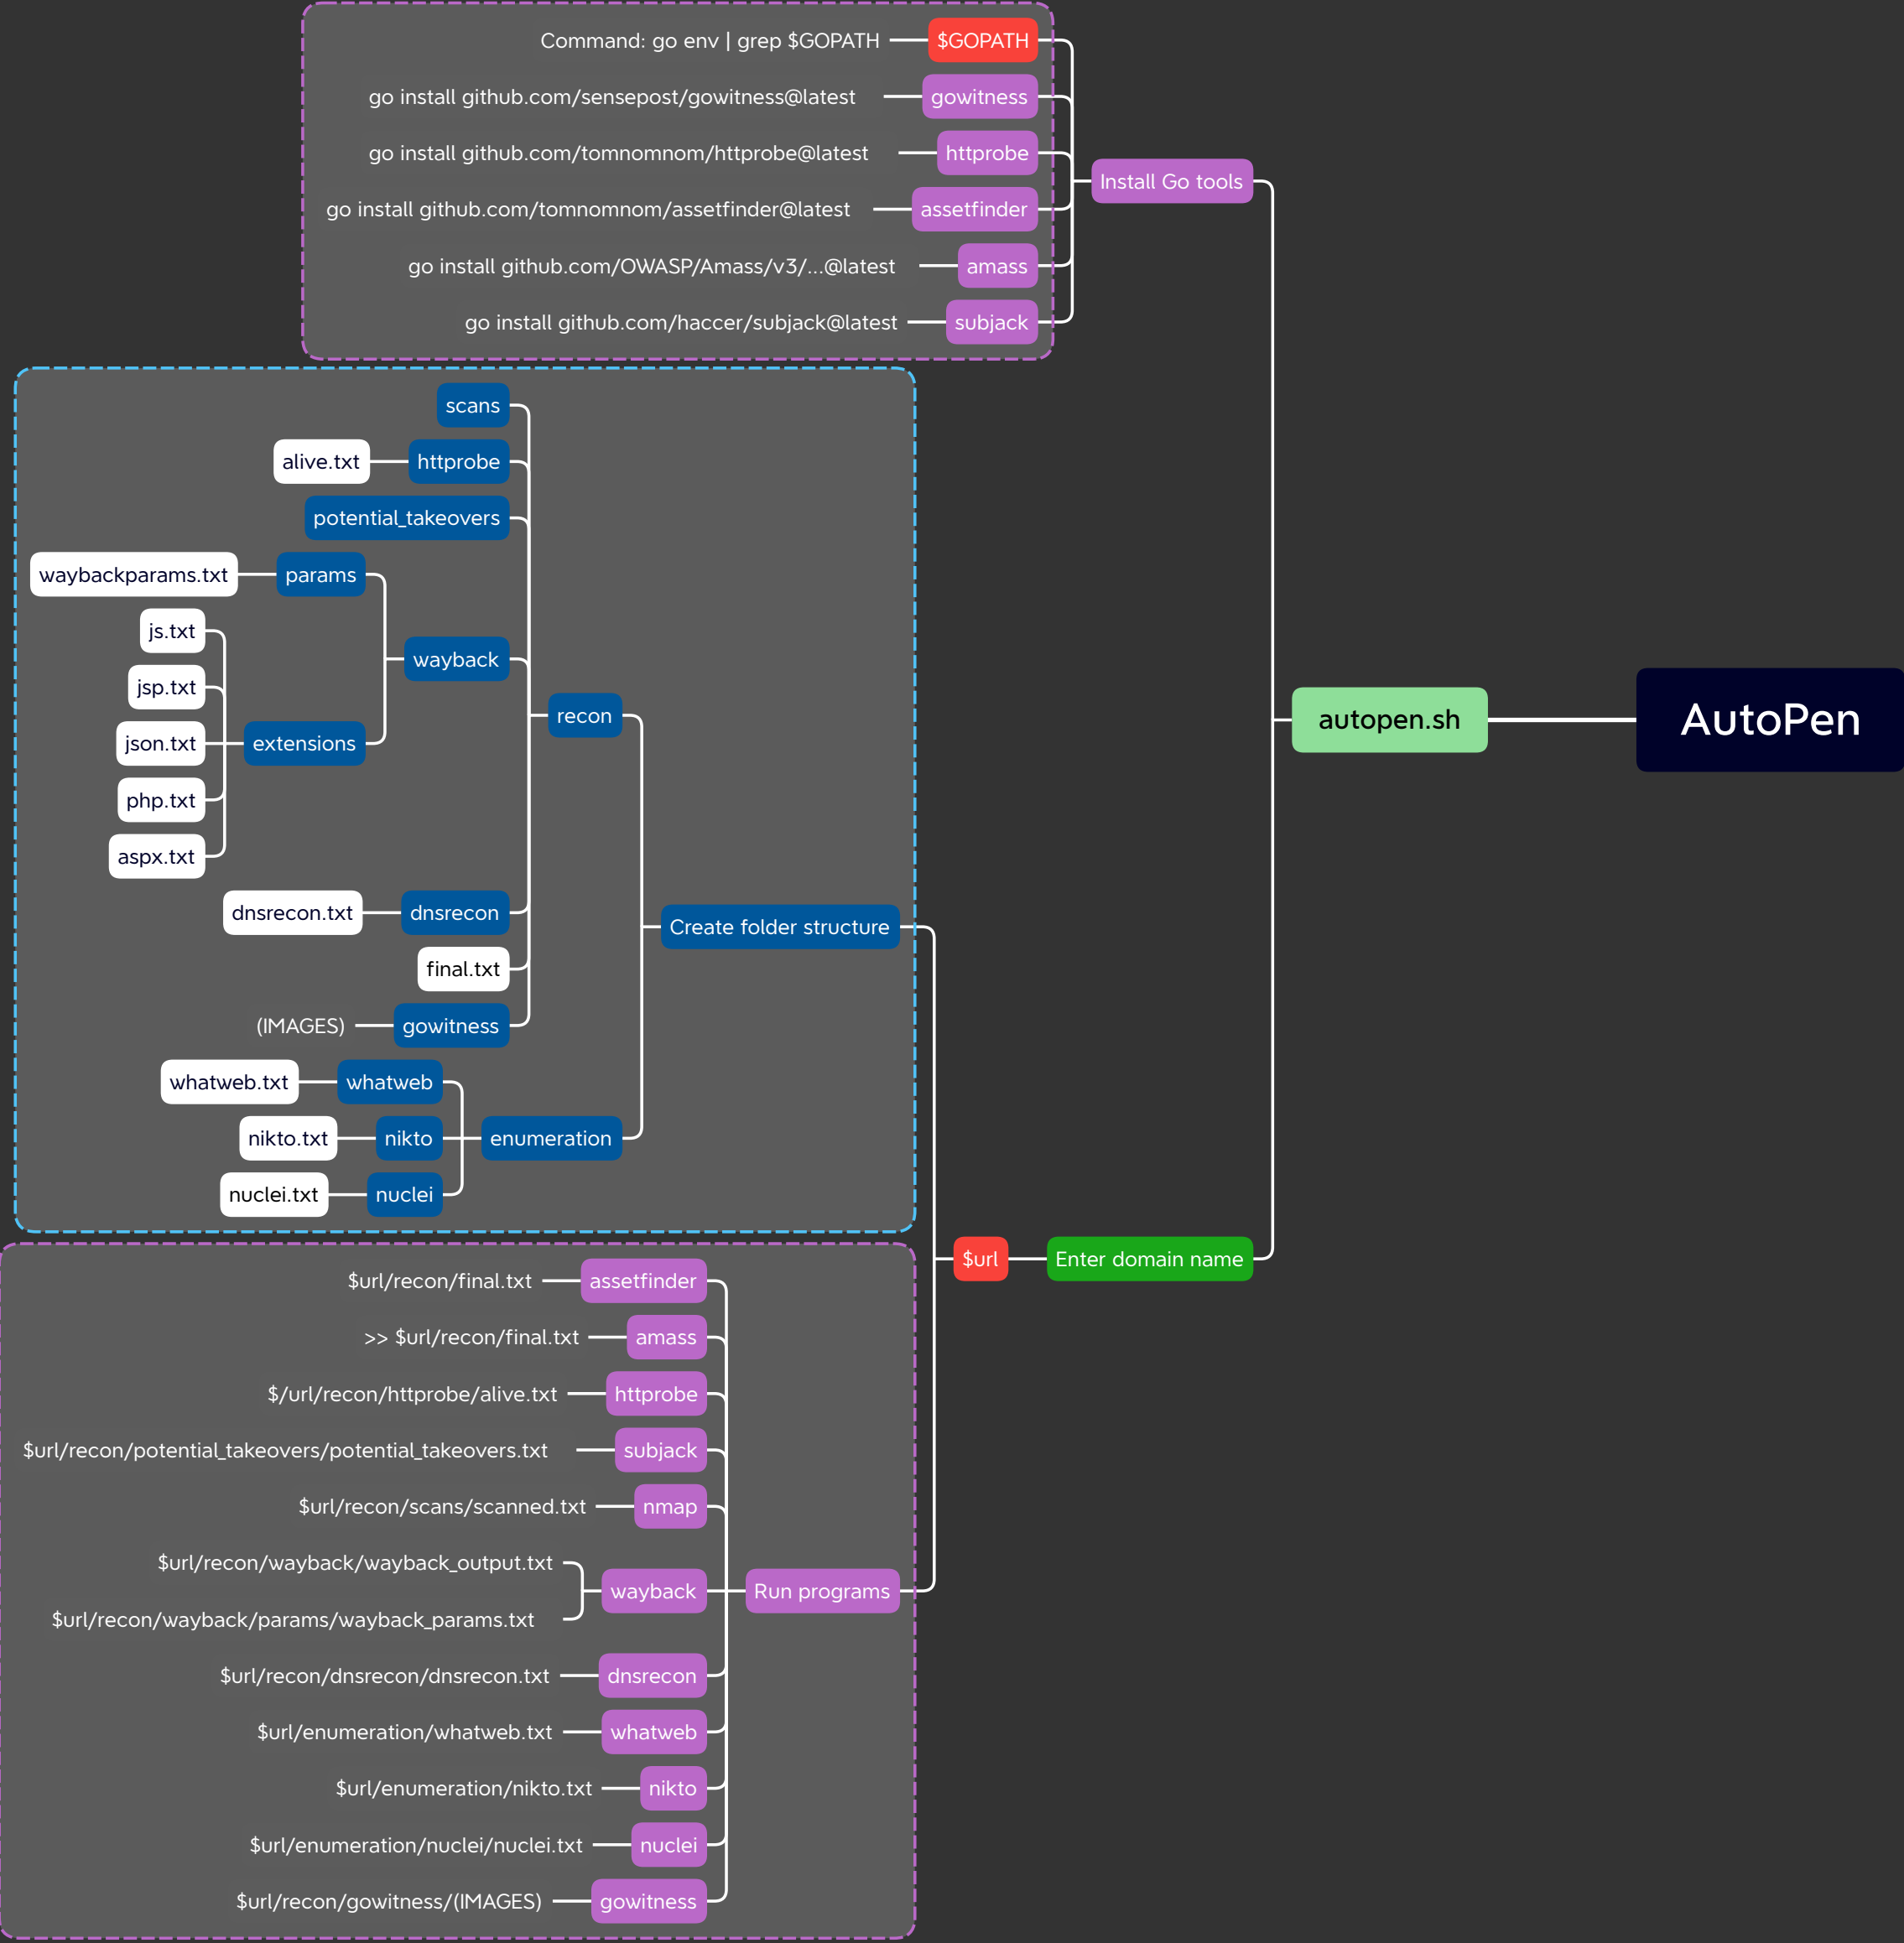 Command: go env | grep $GOPATH
$GOPATH
go install github.com/sensepost/gowitness@latest
gowitness
go install github.com/tomnomnom/httprobe@latest
httprobe
go install github.com/tomnomnom/assetfinder@latest
assetfinder
go install github.com/OWASP/Amass/v3/...@latest
amass
go install github.com/haccer/subjack@latest
subjack
Install Go tools
scans
alive.txt
httprobe
potential_takeovers
waybackparams.txt
params
js.txt
jsp.txt
json.txt
php.txt
aspx.txt
extensions
wayback
dnsrecon.txt
dnsrecon
final.txt
(IMAGES)
gowitness
recon
whatweb.txt
whatweb
nikto.txt
nikto
nuclei.txt
nuclei
enumeration
Create folder structure
$url/recon/final.txt
assetfinder
>> $url/recon/final.txt
amass
$/url/recon/httprobe/alive.txt
httprobe
$url/recon/potential_takeovers/potential_takeovers.txt
subjack
$url/recon/scans/scanned.txt
nmap
$url/recon/wayback/wayback_output.txt
$url/recon/wayback/params/wayback_params.txt
wayback
$url/recon/dnsrecon/dnsrecon.txt
dnsrecon
$url/enumeration/whatweb.txt
whatweb
$url/enumeration/nikto.txt
nikto
$url/enumeration/nuclei/nuclei.txt
nuclei
$url/recon/gowitness/(IMAGES)
gowitness
Run programs
$url
Enter domain name
autopen.sh
AutoPen